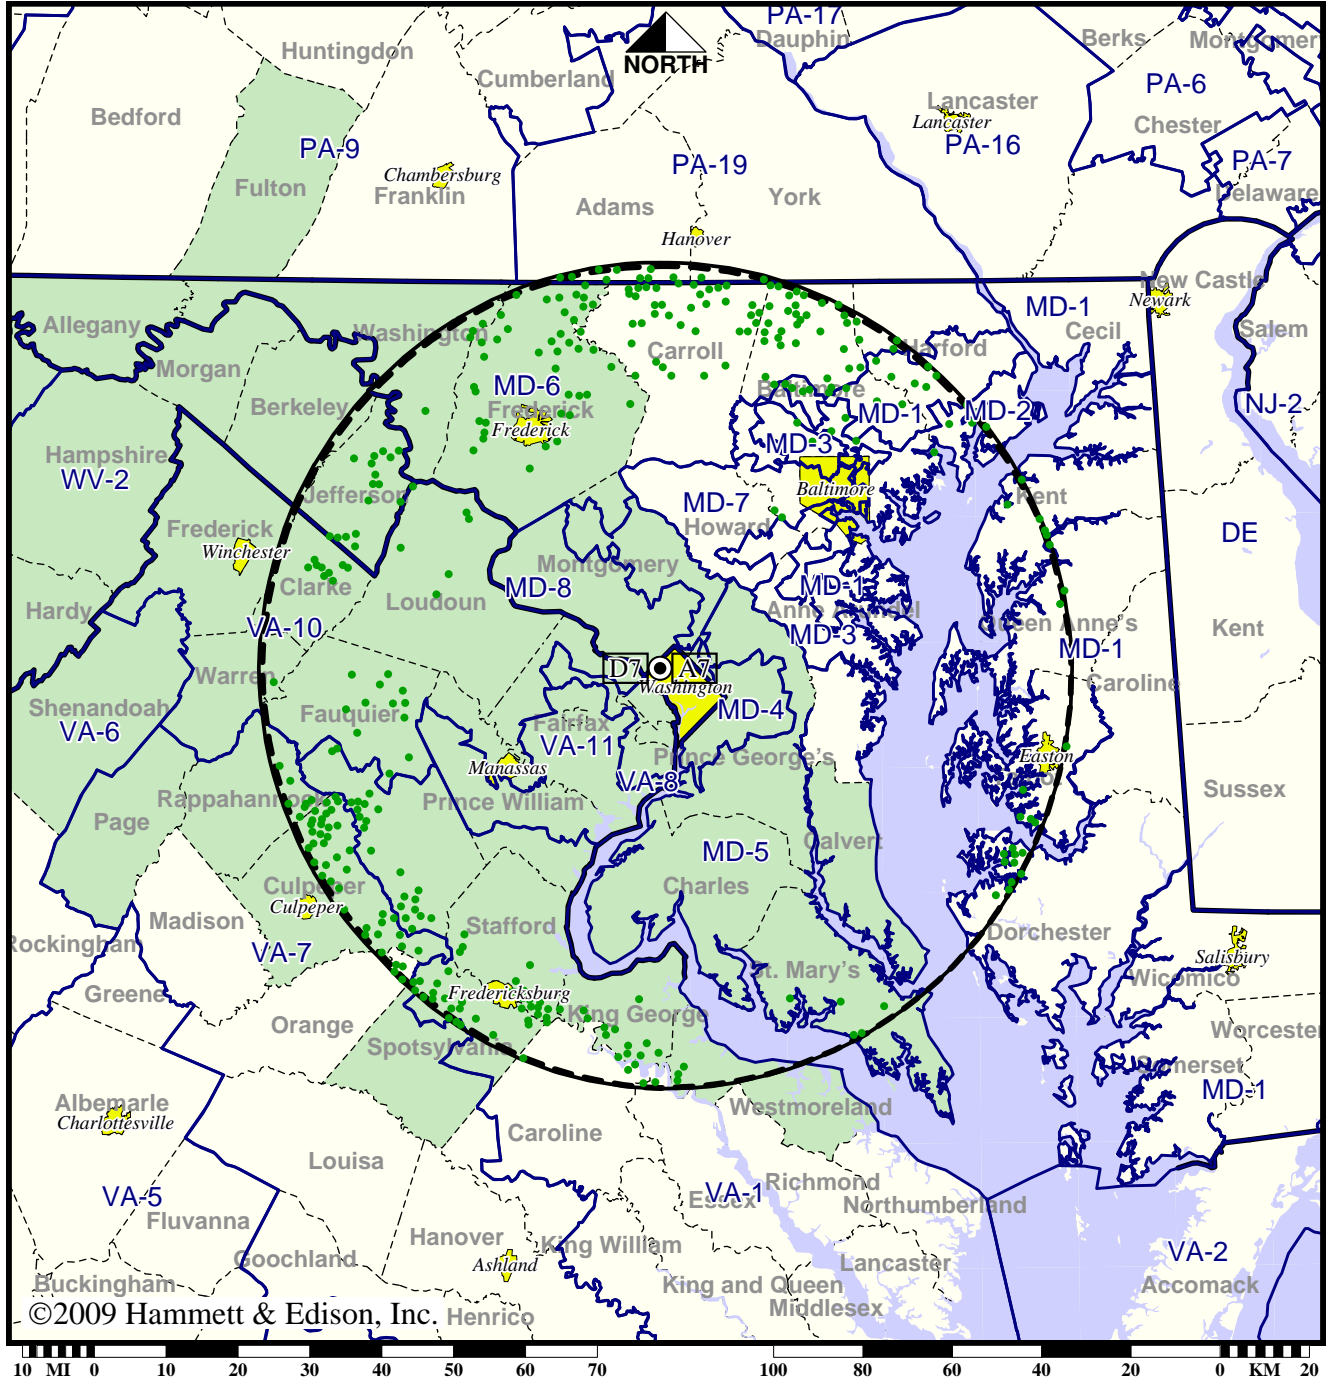 PA-17
Dauphin
Berks
Montgomer
Huntingdon
NORTH
Cumberland
PA-6
Bedford
Lancaster
Lancaster
Chester
PA-9
PA-19
PA-16
PA-7
Chambersburg
Fulton
Franklin
Adams
York
Delaware
Hanover
New Castle
Newark
MD-1
Allegany
Washington
Cecil
Salem
Carroll
Harford
Morgan
MD-6
Baltimore
Berkeley
Frederick
Frederick
MD-1
MD-2
NJ-2
Hampshire
WV-2
MD-3
Baltimore
Jefferson
MD-7
Howard
Kent
Frederick
Winchester
DE
Montgomery
Clarke
MD-8
MD-1
Hardy
Loudoun
Anne Arundel
VA-10
MD-3
Queen Anne's
Kent
MD-1
Warren
D7
A7
Washington
Caroline
Shenandoah
Fauquier
MD-4
VA-6
Fairfax
VA-11
Prince George's
Easton
Manassas
VA-8
Rappahannock
Prince William
Sussex
Page
Calvert
MD-5
Culpeper
Charles
Culpeper
Madison
Stafford
Dorchester
Rockingham
VA-7
Salisbury
St. Mary's
Wicomico
Greene
Fredericksburg
Orange
King George
Worcester
Spotsylvania
Somerset
MD-1
Albemarle
Westmoreland
Charlottesville
Caroline
Louisa
Richmond
VA-5
VA-1
Essex
Northumberland
Fluvanna
Hanover
King William
VA-2
Goochland
Ashland
Lancaster
Buckingham
King and Queen
Accomack
Middlesex
©2009 Hammett & Edison, Inc.
Henrico
10 MI 0 10 20 30 40 50 60 70 100 80 60 40 20 0 KM 20